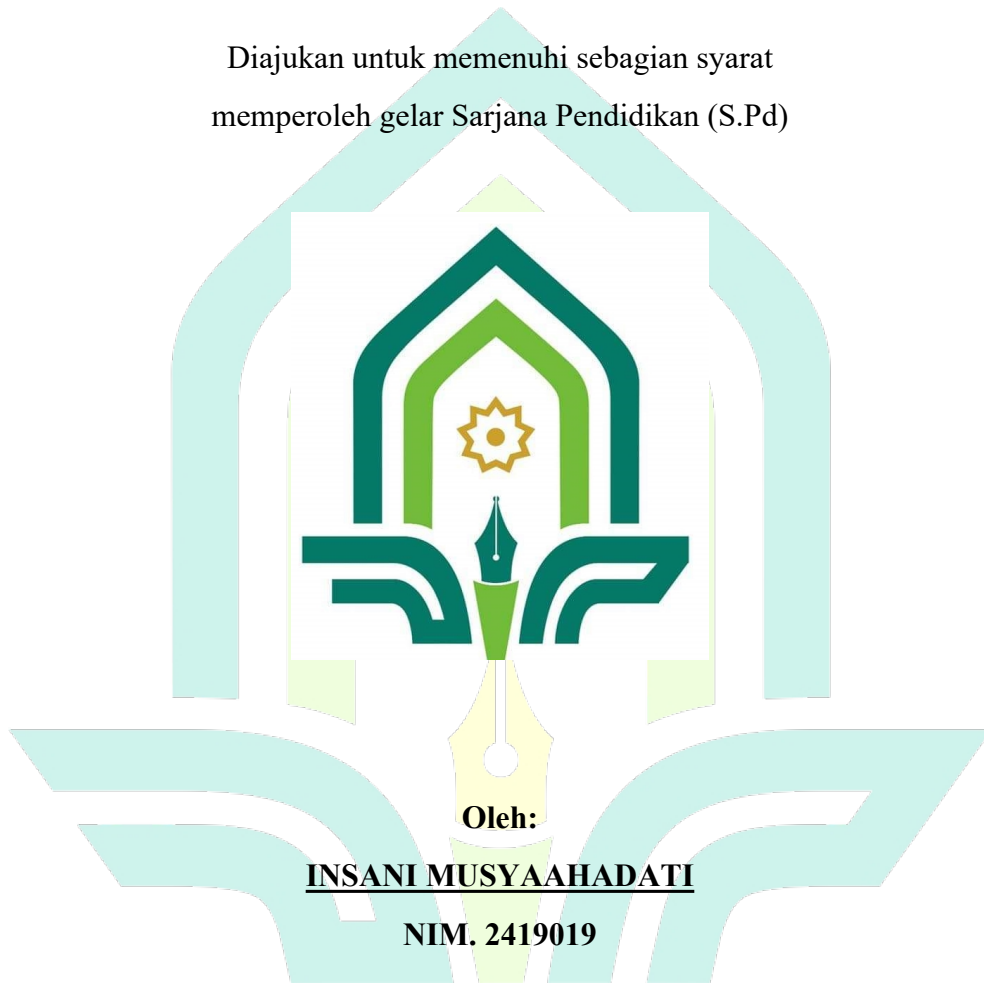 Diajukan untuk memenuhi sebagian syarat
memperoleh gelar Sarjana Pendidikan (S.Pd)
Oleh:
INSANI MUSYAAHADATI
NIM. 2419019